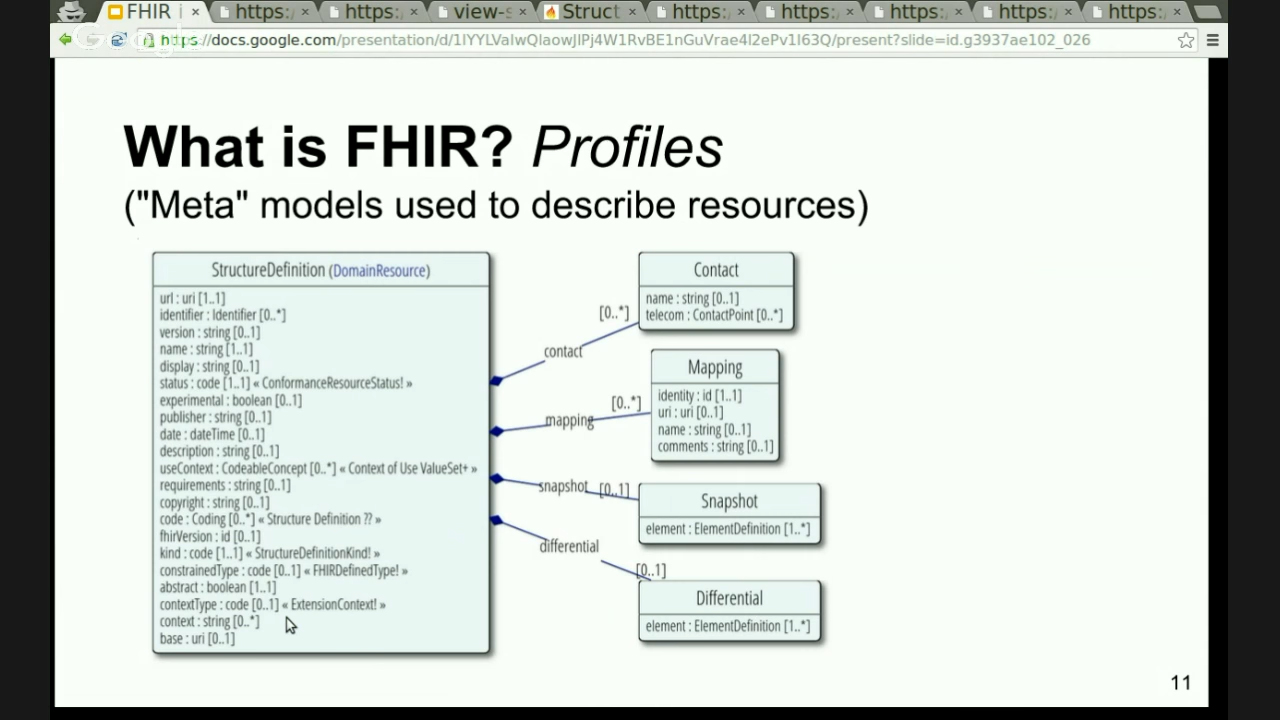 FHIR i
https:/
https:/
view-s
Struct
https:/
https:/
https:/
https:/
https:
https://docs.google.com/presentation/d/
/present?slide=id.g3937ae102_026
What is FHIR? Profiles
("Meta" models used to describe resources)
StructureDefinition (DomainResource)
url : uri [1..1]
identifier : Identifier [0..*]
version : string [0..1]
name : string [1..1]
display : string [0..1]
status : code [1..1] « ConformanceResourceStatus! »
experimental : boolean [0..1]
publisher : string [0..1]
date : dateTime [0..1]
description : string [0..1]
useContext : CodeableConcept [0..*] « Context of Use ValueSet+ »
requirements : string [0..1]
copyright : string [0..1]
code : Coding [0..*] « Structure Definition ?? »
fhirVersion : id [0..1]
kind : code [1..1] « StructureDefinitionKind! »
constrainedType : code [0..1] « FHIRDefinedType! »
abstract : boolean [1..1]
contextType : code [0..1] « ExtensionContext! »
context : string [0..*]
base : uri [0..1]
[0..*]
contact
Contact
name : string [0..1]
telecom : ContactPoint [0..*]
[0..*]
mapping
Mapping
identity : id [1..1]
uri : uri [0..1]
name : string [0..1]
comments : string [0..1]
snapshot [0..1]
Snapshot
element : ElementDefinition [1..*]
differential
[0..1]
Differential
element : ElementDefinition [1..*]
11